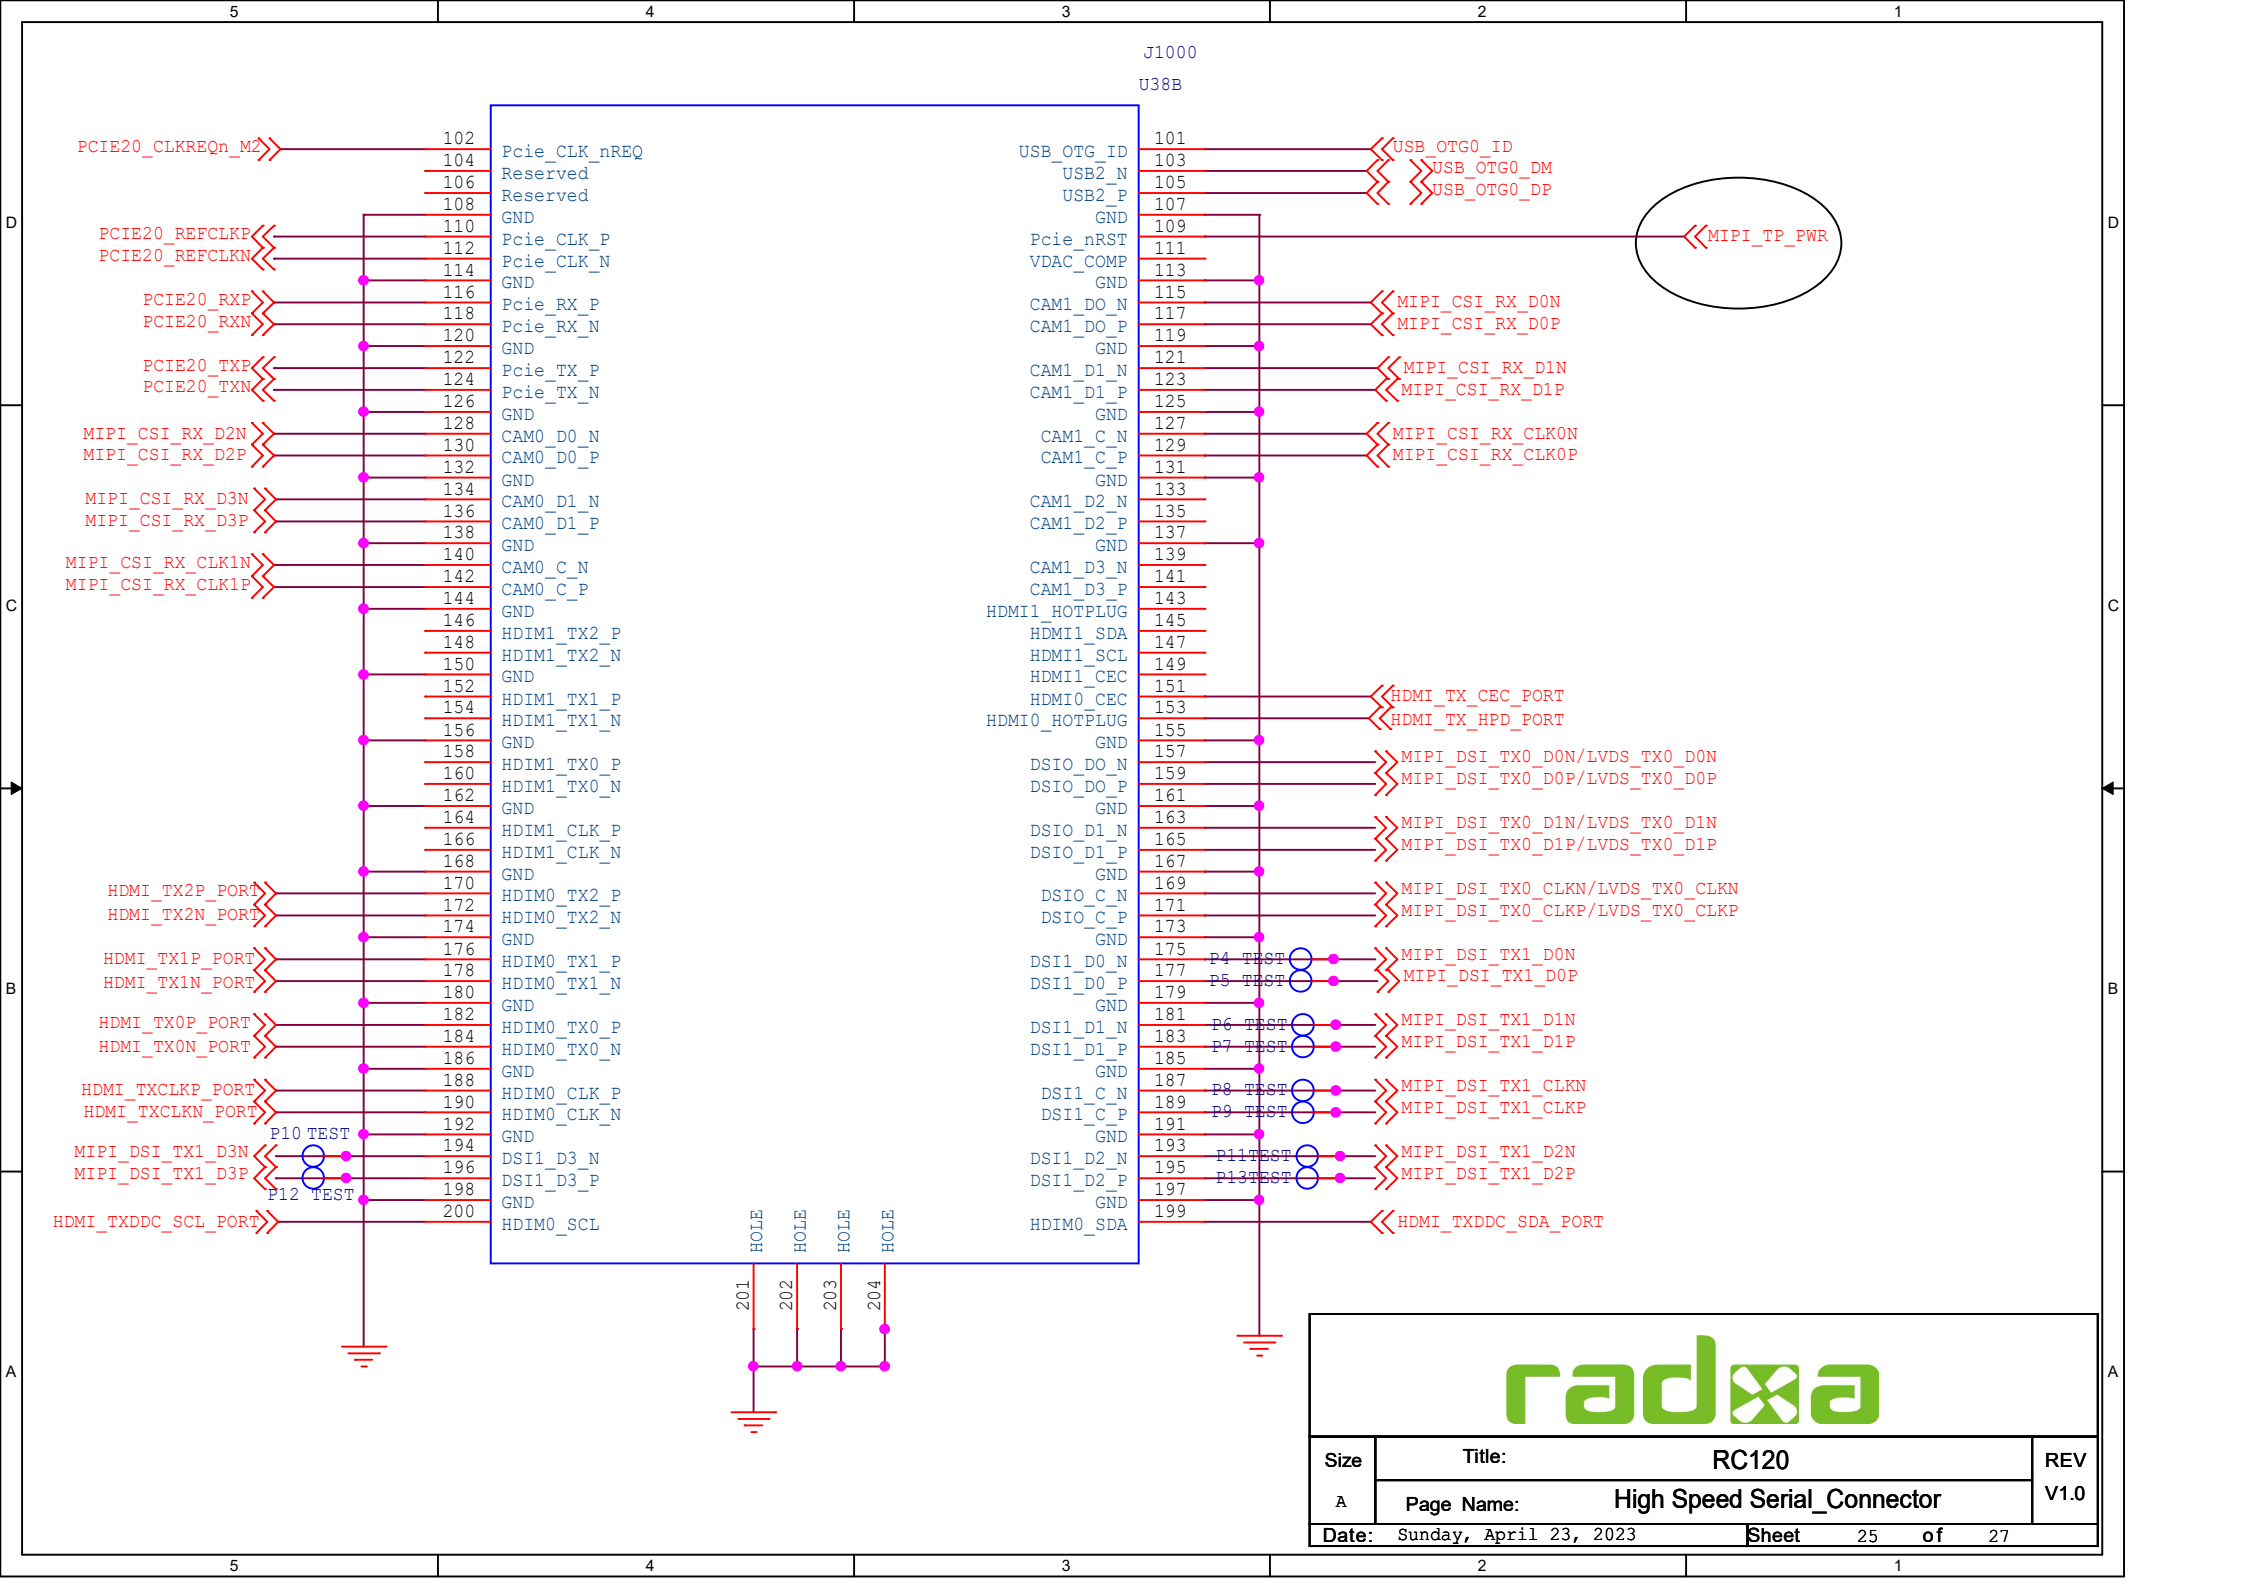 5 4 3 2 1
J1000
U38B
D D
C C
B B
A A
PCIE20_CLKREQn_M2 102 Pcie_CLK_nREQ
104 Reserved
106 Reserved
108 GND
PCIE20_REFCLKP 110 Pcie_CLK_P
PCIE20_REFCLKN 112 Pcie_CLK_N
114 GND
PCIE20_RXP 116 Pcie_RX_P
PCIE20_RXN 118 Pcie_RX_N
120 GND
PCIE20_TXP 122 Pcie_TX_P
PCIE20_TXN 124 Pcie_TX_N
126 GND
MIPI_CSI_RX_D2N 128 CAM0_D0_N
MIPI_CSI_RX_D2P 130 CAM0_D0_P
132 GND
MIPI_CSI_RX_D3N 134 CAM0_D1_N
MIPI_CSI_RX_D3P 136 CAM0_D1_P
138 GND
MIPI_CSI_RX_CLK1N 140 CAM0_C_N
MIPI_CSI_RX_CLK1P 142 CAM0_C_P
144 GND
146 HDIM1_TX2_P
148 HDIM1_TX2_N
150 GND
152 HDIM1_TX1_P
154 HDIM1_TX1_N
156 GND
158 HDIM1_TX0_P
160 HDIM1_TX0_N
162 GND
164 HDIM1_CLK_P
166 HDIM1_CLK_N
168 GND
HDMI_TX2P_PORT 170 HDIM0_TX2_P
HDMI_TX2N_PORT 172 HDIM0_TX2_N
174 GND
HDMI_TX1P_PORT 176 HDIM0_TX1_P
HDMI_TX1N_PORT 178 HDIM0_TX1_N
180 GND
HDMI_TX0P_PORT 182 HDIM0_TX0_P
HDMI_TX0N_PORT 184 HDIM0_TX0_N
186 GND
HDMI_TXCLKP_PORT 188 HDIM0_CLK_P
HDMI_TXCLKN_PORT 190 HDIM0_CLK_N
P10 TEST 192 GND
MIPI_DSI_TX1_D3N 194 DSI1_D3_N
MIPI_DSI_TX1_D3P 196 DSI1_D3_P
P12 TEST 198 GND
HDMI_TXDDC_SCL_PORT 200 HDIM0_SCL
USB_OTG_ID 101 USB_OTG0_ID
USB2_N 103 USB_OTG0_DM
USB2_P 105 USB_OTG0_DP
GND 107
Pcie_nRST 109 MIPI_TP_PWR
VDAC_COMP 111
GND 113
CAM1_DO_N 115 MIPI_CSI_RX_D0N
CAM1_DO_P 117 MIPI_CSI_RX_D0P
GND 119
CAM1_D1_N 121 MIPI_CSI_RX_D1N
CAM1_D1_P 123 MIPI_CSI_RX_D1P
GND 125
CAM1_C_N 127 MIPI_CSI_RX_CLK0N
CAM1_C_P 129 MIPI_CSI_RX_CLK0P
GND 131
CAM1_D2_N 133
CAM1_D2_P 135
GND 137
CAM1_D3_N 139
CAM1_D3_P 141
HDMI1_HOTPLUG 143
HDMI1_SDA 145
HDMI1_SCL 147
HDMI1_CEC 149
HDMI0_CEC 151 HDMI_TX_CEC_PORT
HDMI0_HOTPLUG 153 HDMI_TX_HPD_PORT
GND 155
DSIO_DO_N 157 MIPI_DSI_TX0_D0N/LVDS_TX0_D0N
DSIO_DO_P 159 MIPI_DSI_TX0_D0P/LVDS_TX0_D0P
GND 161
DSIO_D1_N 163 MIPI_DSI_TX0_D1N/LVDS_TX0_D1N
DSIO_D1_P 165 MIPI_DSI_TX0_D1P/LVDS_TX0_D1P
GND 167
DSIO_C_N 169 MIPI_DSI_TX0_CLKN/LVDS_TX0_CLKN
DSIO_C_P 171 MIPI_DSI_TX0_CLKP/LVDS_TX0_CLKP
GND 173
DSI1_D0_N 175 P4 TEST MIPI_DSI_TX1_D0N
DSI1_D0_P 177 P5 TEST MIPI_DSI_TX1_D0P
GND 179
DSI1_D1_N 181 P6 TEST MIPI_DSI_TX1_D1N
DSI1_D1_P 183 P7 TEST MIPI_DSI_TX1_D1P
GND 185
DSI1_C_N 187 P8 TEST MIPI_DSI_TX1_CLKN
DSI1_C_P 189 P9 TEST MIPI_DSI_TX1_CLKP
GND 191
DSI1_D2_N 193 P11TEST MIPI_DSI_TX1_D2N
DSI1_D2_P 195 P13TEST MIPI_DSI_TX1_D2P
GND 197
HDIM0_SDA 199 HDMI_TXDDC_SDA_PORT
HOLE HOLE HOLE HOLE
201 202 203 204
radxa
Size Title: RC120 REV
A Page Name: High Speed Serial_Connector V1.0
Date: Sunday, April 23, 2023 Sheet 25 of 27
5 4 3 2 1